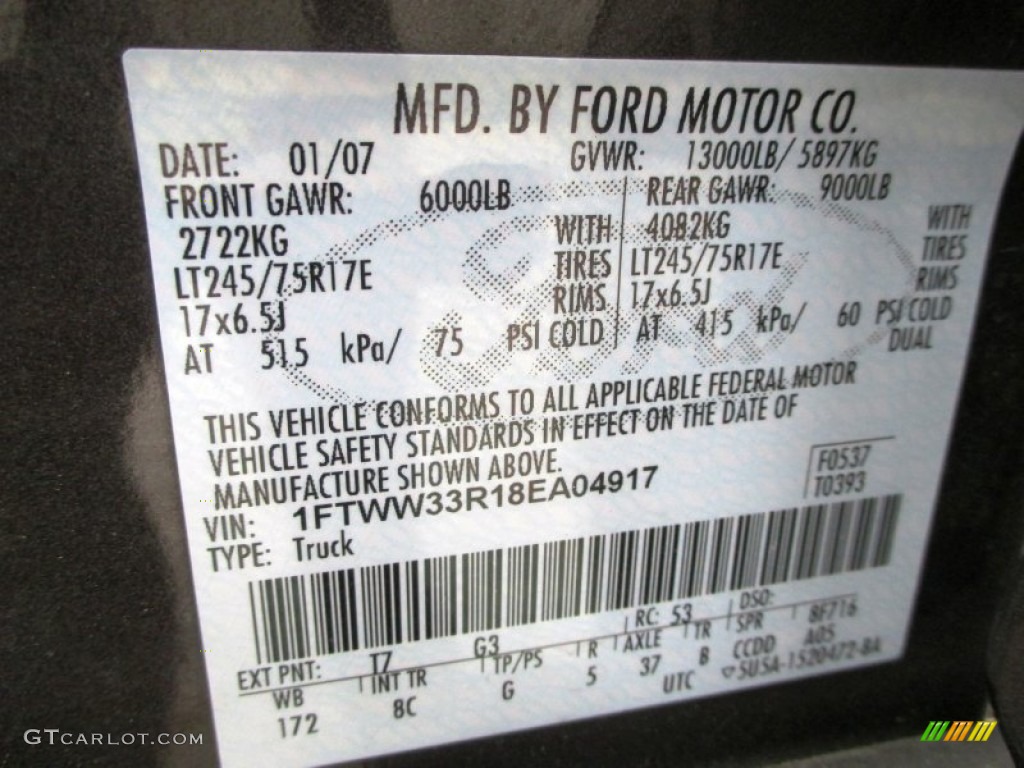 MFD. BY FORD MOTOR CO.
DATE: 01/07 GVWR: 13000LB/ 5897KG
FRONT GAWR: 6000LB REAR GAWR: 9000LB
2722KG WITH 4082KG WITH
LT245/75R17E TIRES LT245/75R17E TIRES
17x6.5J RIMS 17x6.5J RIMS
AT 515 kPa/ 75 PSI COLD AT 415 kPa/ 60 PSI COLD
DUAL
THIS VEHICLE CONFORMS TO ALL APPLICABLE FEDERAL MOTOR
VEHICLE SAFETY STANDARDS IN EFFECT ON THE DATE OF
MANUFACTURE SHOWN ABOVE.
F0537
VIN: 1FTWW33R18EA04917 T0393
TYPE: Truck
EXT PNT: T7 G3 RC: 53 DSO:
WB INT TR TP/PS R AXLE TR SPR 8F716
172 8C G 5 37 B CCDD A05
UTC ▽SU5A-1520472-BA
GTCARLOT.COM